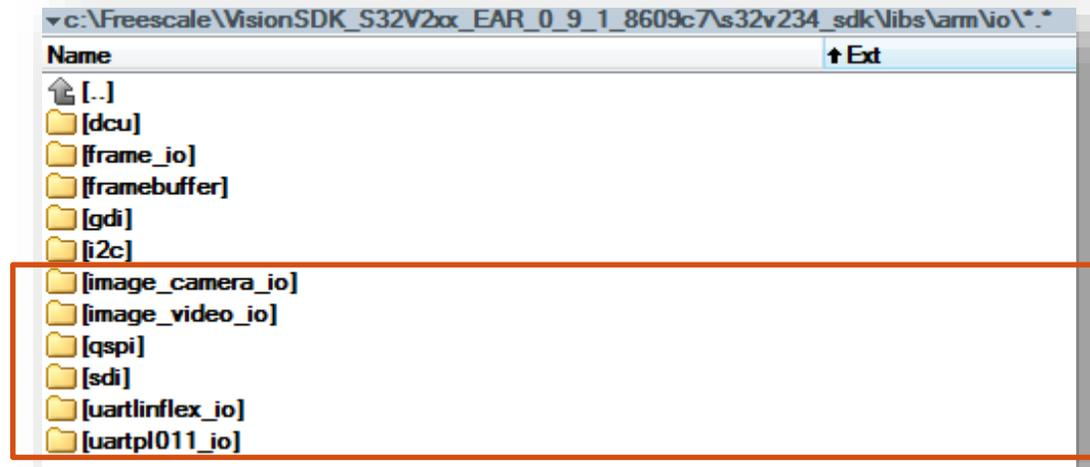 c:\Freescale\VisionSDK_S32V2xx_EAR_0_9_1_8609c7\s32v234_sdk\libs\arm\io\*.*
Name Ext
[..]
[dcu]
[frame_io]
[framebuffer]
[gdi]
[i2c]
[image_camera_io]
[image_video_io]
[qspi]
[sdi]
[uartlinflex_io]
[uartpl011_io]